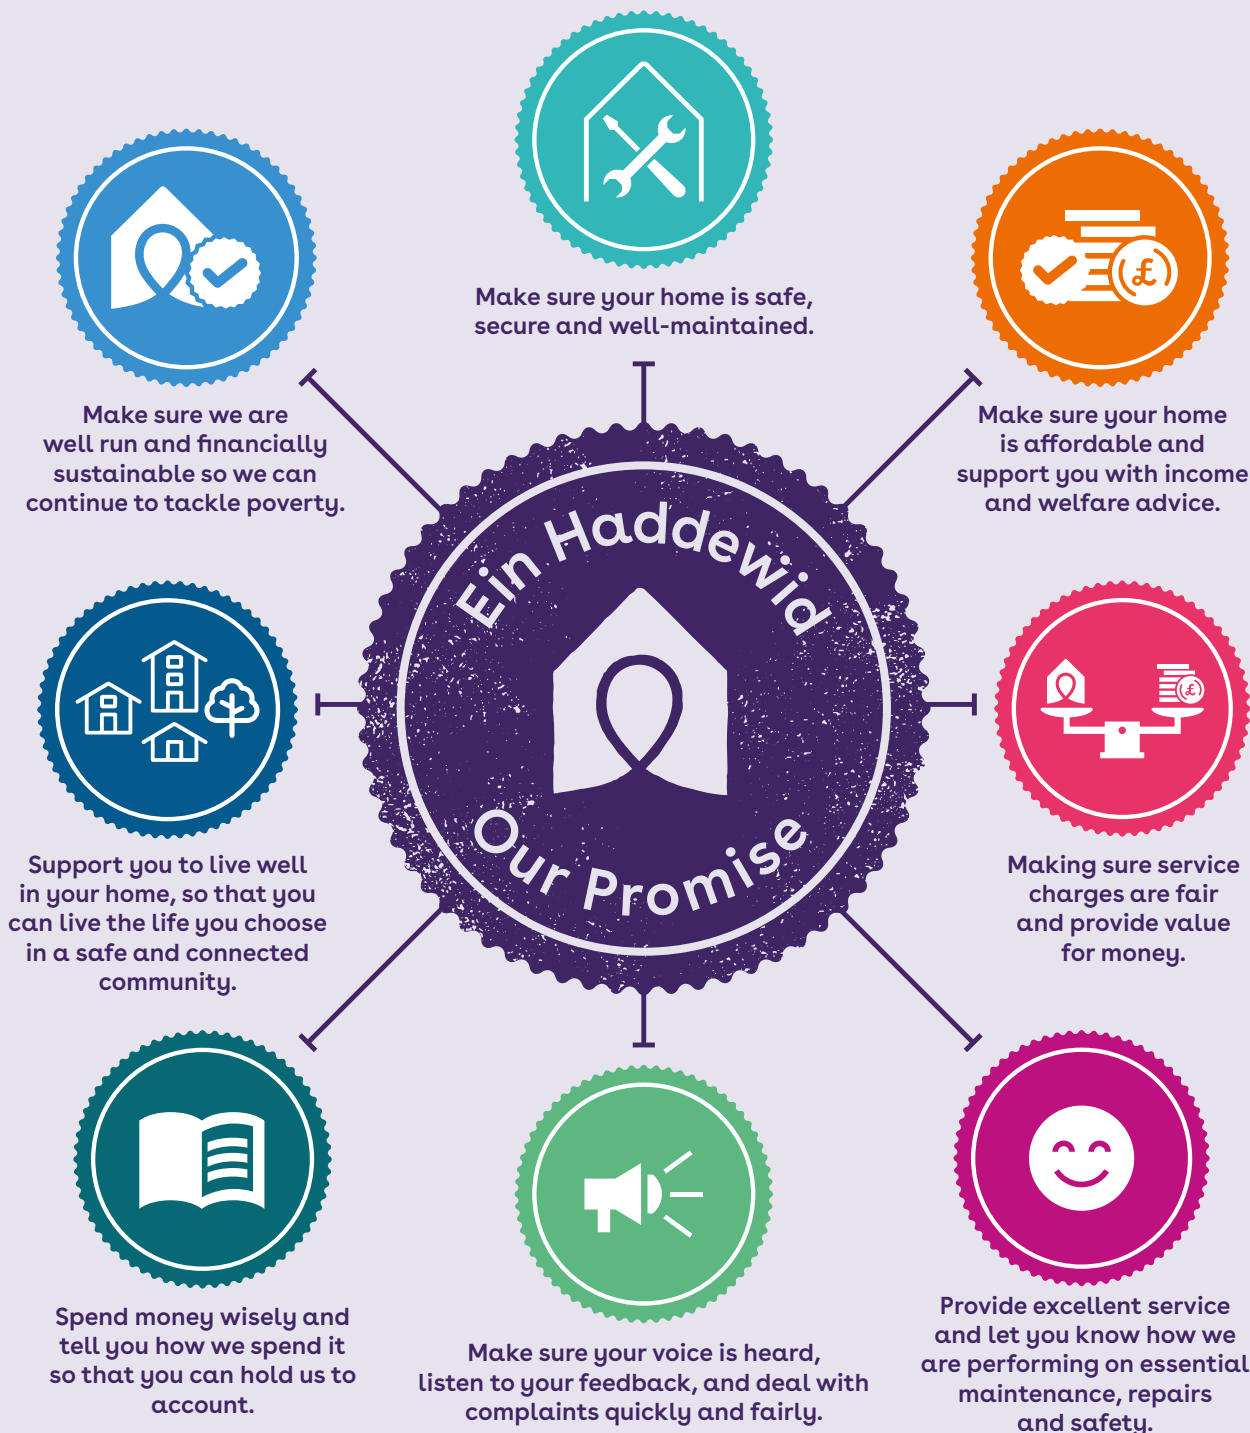 Make sure your home is safe,
secure and well-maintained.
Make sure we are
well run and financially
sustainable so we can
continue to tackle poverty.
Make sure your home
is affordable and
support you with income
and welfare advice.
Ein Haddewid
Our Promise
Support you to live well
in your home, so that you
can live the life you choose
in a safe and connected
community.
Making sure service
charges are fair
and provide value
for money.
Spend money wisely and
tell you how we spend it
so that you can hold us to
account.
Make sure your voice is heard,
listen to your feedback, and deal with
complaints quickly and fairly.
Provide excellent service
and let you know how we
are performing on essential
maintenance, repairs
and safety.